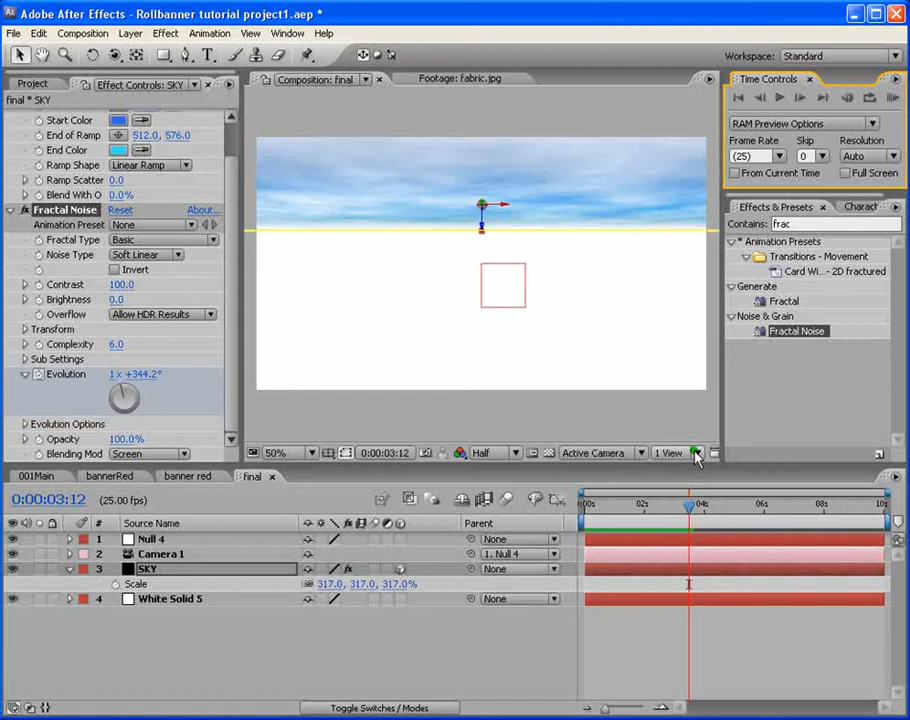 Adobe After Effects - Rollbanner tutorial project1.aep *
File Edit Composition Layer Effect Animation View Window Help
Workspace: Standard
Project Effect Controls: SKY
final * SKY
Start Color
End of Ramp 512.0, 576.0
End Color
Ramp Shape Linear Ramp
Ramp Scatter 0.0
Blend With O 0.0%
Fractal Noise Reset About...
Animation Preset None
Fractal Type Basic
Noise Type Soft Linear
Invert
Contrast 100.0
Brightness 0.0
Overflow Allow HDR Results
Transform
Complexity 6.0
Sub Settings
Evolution 1x +344.2°
Evolution Options
Opacity 100.0%
Blending Mode Screen
Composition: final Footage: fabric.jpg
50% 0:00:03:12 Half Active Camera 1 View
Time Controls
RAM Preview Options
Frame Rate Skip Resolution
(25) 0 Auto
From Current Time Full Screen
Effects & Presets Charact
Contains: frac
* Animation Presets
Transitions - Movement
Card Wi... - 2D fractured
Generate
Fractal
Noise & Grain
Fractal Noise
001Main bannerRed banner red final
0:00:03:12 (25.00 fps)
:00s 02s 04s 06s 08s 10s
# Source Name Parent
1 Null 4 None
2 Camera 1 1. Null 4
3 SKY None
Scale 317.0, 317.0, 317.0%
4 White Solid 5 None
Toggle Switches / Modes